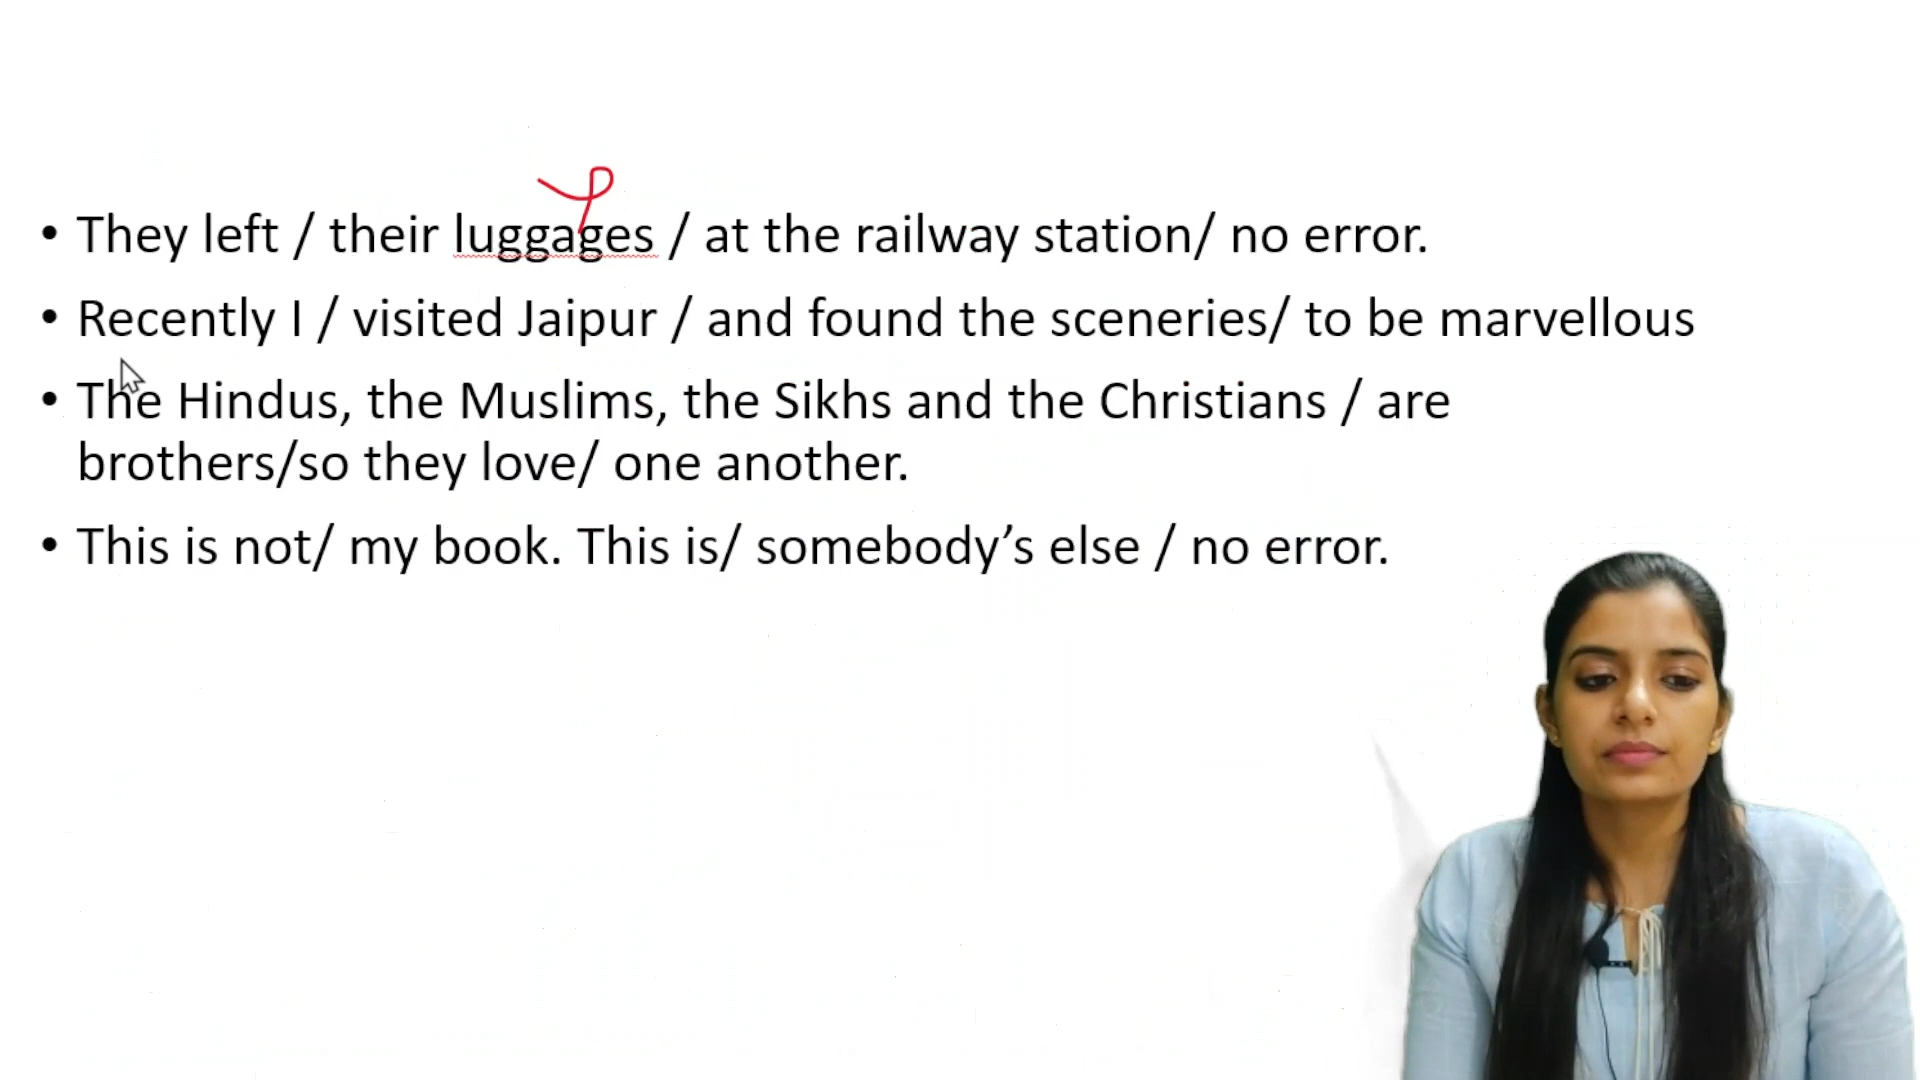 • They left / their luggages / at the railway station/ no error.
• Recently I / visited Jaipur / and found the sceneries/ to be marvellous
• The Hindus, the Muslims, the Sikhs and the Christians / are
brothers/so they love/ one another.
• This is not/ my book. This is/ somebody’s else / no error.